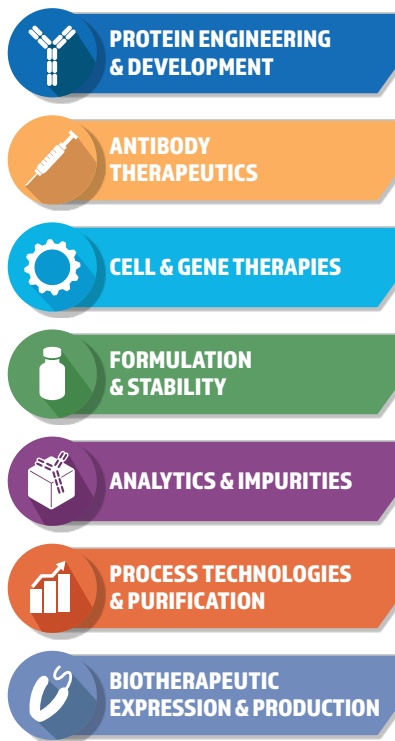 PROTEIN ENGINEERING
& DEVELOPMENT
ANTIBODY
THERAPEUTICS
CELL & GENE THERAPIES
FORMULATION
& STABILITY
ANALYTICS & IMPURITIES
PROCESS TECHNOLOGIES
& PURIFICATION
BIOTHERAPEUTIC
EXPRESSION & PRODUCTION